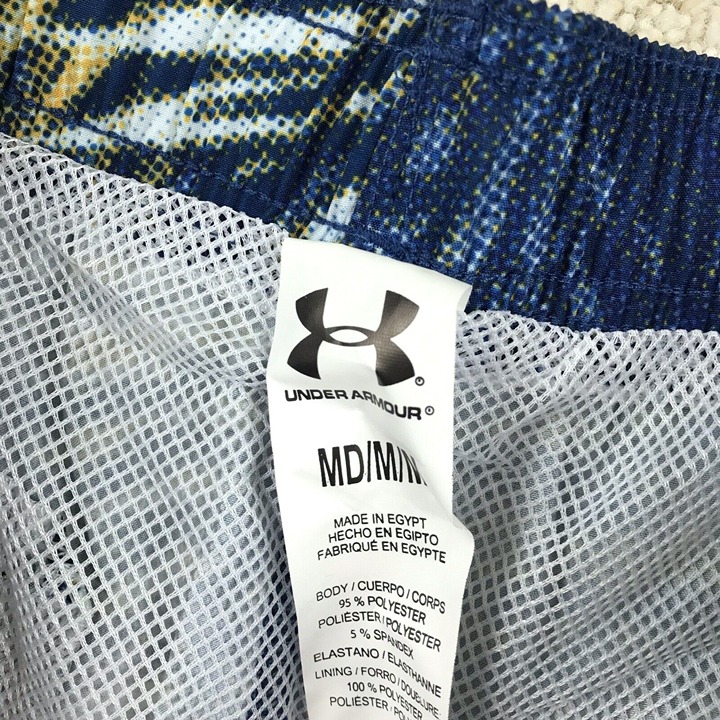 UNDER ARMOUR®
MD/M/M
MADE IN EGYPT
HECHO EN EGIPTO
FABRIQUÉ EN EGYPTE
BODY / CUERPO / CORPS
95 % POLYESTER
POLIÉSTER / POLYESTER
5 % SPANDEX
ELASTANO / ÉLASTHANNE
LINING / FORRO / DOUBLURE:
100 % POLYESTER